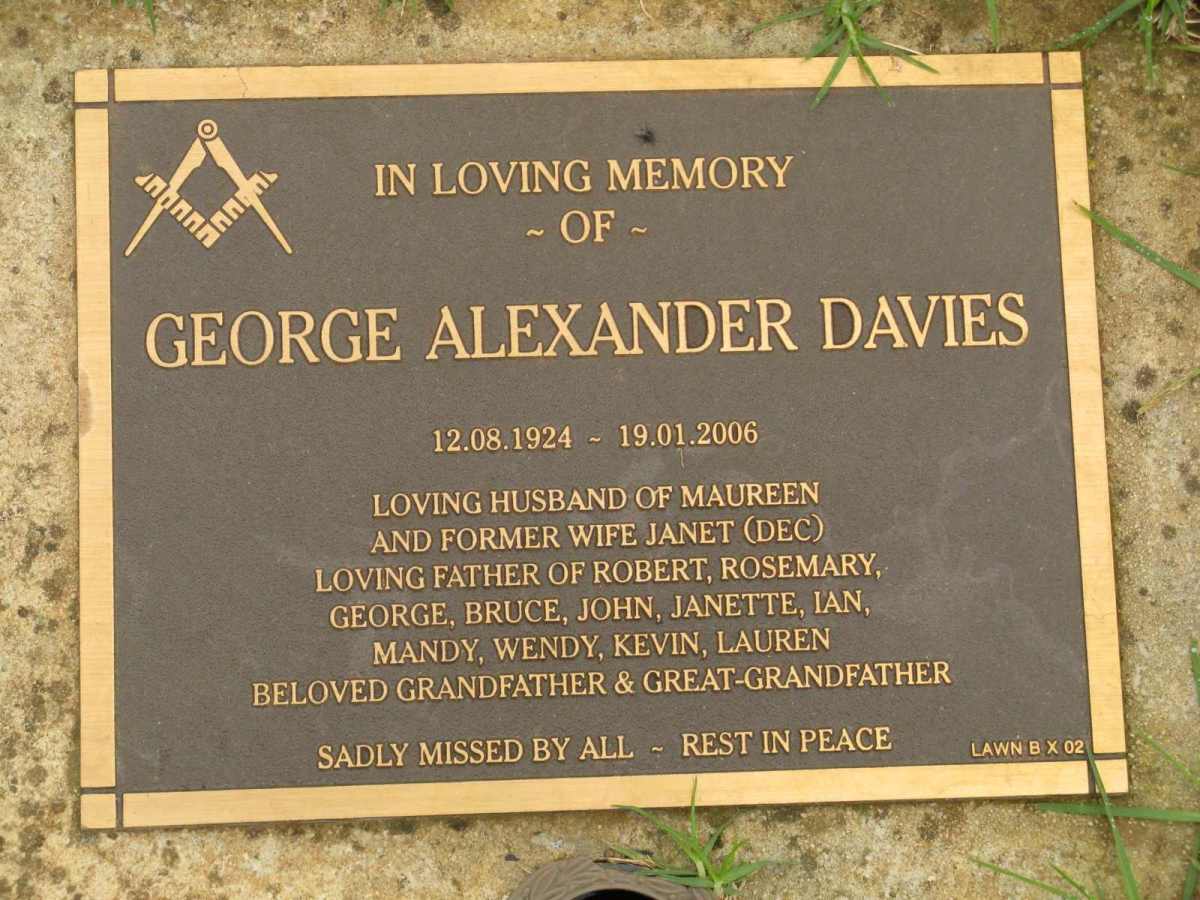 IN LOVING MEMORY
~ OF ~
GEORGE ALEXANDER DAVIES
12.08.1924 ~ 19.01.2006
LOVING HUSBAND OF MAUREEN
AND FORMER WIFE JANET (DEC)
LOVING FATHER OF ROBERT, ROSEMARY,
GEORGE, BRUCE, JOHN, JANETTE, IAN,
MANDY, WENDY, KEVIN, LAUREN
BELOVED GRANDFATHER & GREAT-GRANDFATHER
SADLY MISSED BY ALL ~ REST IN PEACE
LAWN B X 02